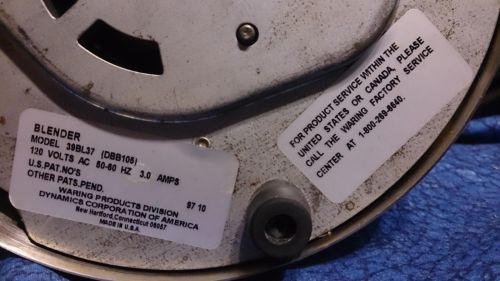 BLENDER
MODEL 39BL37 (DBB105)
120 VOLTS AC 50-60 HZ 3.0 AMPS
U.S.PAT.NO'S
OTHER PATS.PEND. 97 10
WARING PRODUCTS DIVISION
DYNAMICS CORPORATION OF AMERICA
New Hartford,Connecticut 06057
MADE IN U.S.A.
FOR PRODUCT SERVICE WITHIN THE
UNITED STATES OR CANADA, PLEASE
CALL THE WARING FACTORY SERVICE
CENTER AT 1-800-269-6640.